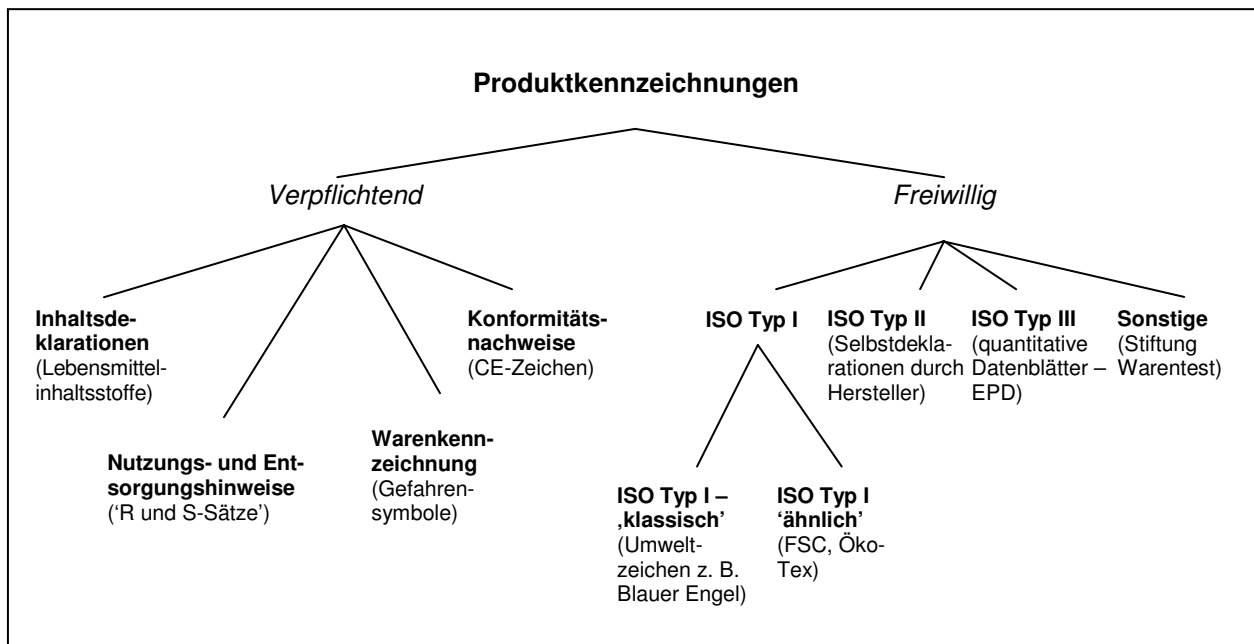 Produktkennzeichnungen
Verpflichtend
Freiwillig
Inhaltsde-
klarationen
(Lebensmittel-
inhaltsstoffe)
Nutzungs- und Ent-
sorgungshinweise
(‘R und S-Sätze’)
Warenkenn-
zeichnung
(Gefahren-
symbole)
Konformitäts-
nachweise
(CE-Zeichen)
ISO Typ I
ISO Typ I –
‚klassisch’
(Umwelt-
zeichen z. B.
Blauer Engel)
ISO Typ I
‘ähnlich’
(FSC, Öko-
Tex)
ISO Typ II
(Selbstdekla-
rationen durch
Hersteller)
ISO Typ III
(quantitative
Datenblätter –
EPD)
Sonstige
(Stiftung
Warentest)